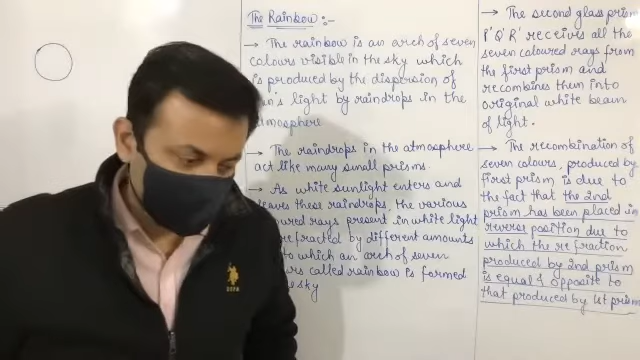 The Rainbow :-
→ The rainbow is an arch of seven
colours visible in the sky which
is produced by the dispersion of
light by raindrops in the
atmosphere
→ The raindrops in the atmosphere
act like many small prisms.
→ As white sunlight enters and
leaves these raindrops, the various
coloured rays present in white light
refracted by different amounts
to which an arch of seven
called rainbow is formed
sky
→ The second glass prism
P'Q'R' receives all the
seven coloured rays from
the first prism and
recombines them into
original white beam
of light.
→ The recombination of
seven colours, produced by
first prism is due to
the fact that the 2nd
prism has been placed in
reverse position due to
which the refraction
produced by 2nd prism
is equal & opposite to
that produced by 1st prism
USPA